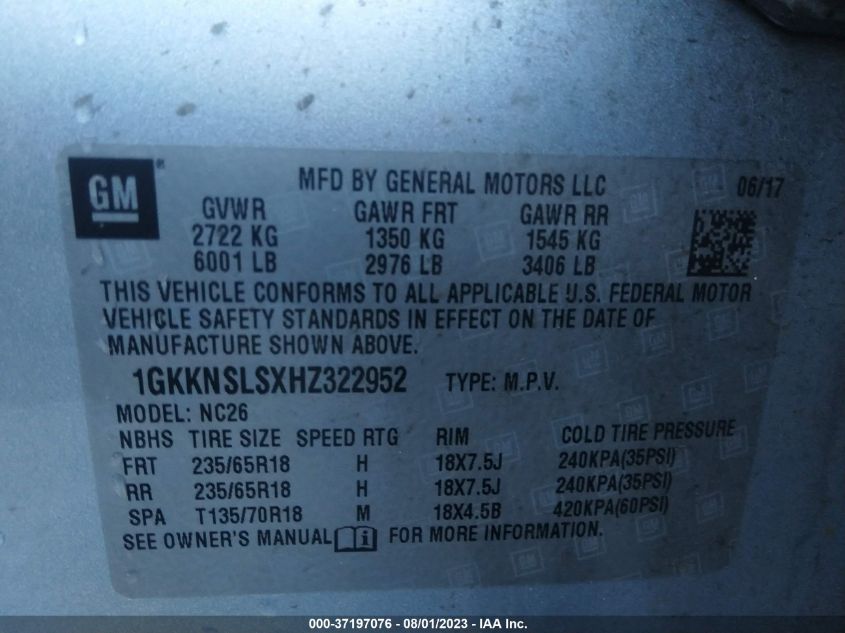 GM
MFD BY GENERAL MOTORS LLC 06/17
GVWR GAWR FRT GAWR RR
2722 KG 1350 KG 1545 KG
6001 LB 2976 LB 3406 LB
THIS VEHICLE CONFORMS TO ALL APPLICABLE U.S. FEDERAL MOTOR
VEHICLE SAFETY STANDARDS IN EFFECT ON THE DATE OF
MANUFACTURE SHOWN ABOVE.
1GKKNSLSXHZ322952 TYPE: M.P.V.
MODEL: NC26
NBHS TIRE SIZE SPEED RTG RIM COLD TIRE PRESSURE
FRT 235/65R18 H 18X7.5J 240KPA(35PSI)
RR 235/65R18 H 18X7.5J 240KPA(35PSI)
SPA T135/70R18 M 18X4.5B 420KPA(60PSI)
SEE OWNER'S MANUAL i FOR MORE INFORMATION.
000-37197076 - 08/01/2023 - IAA Inc.